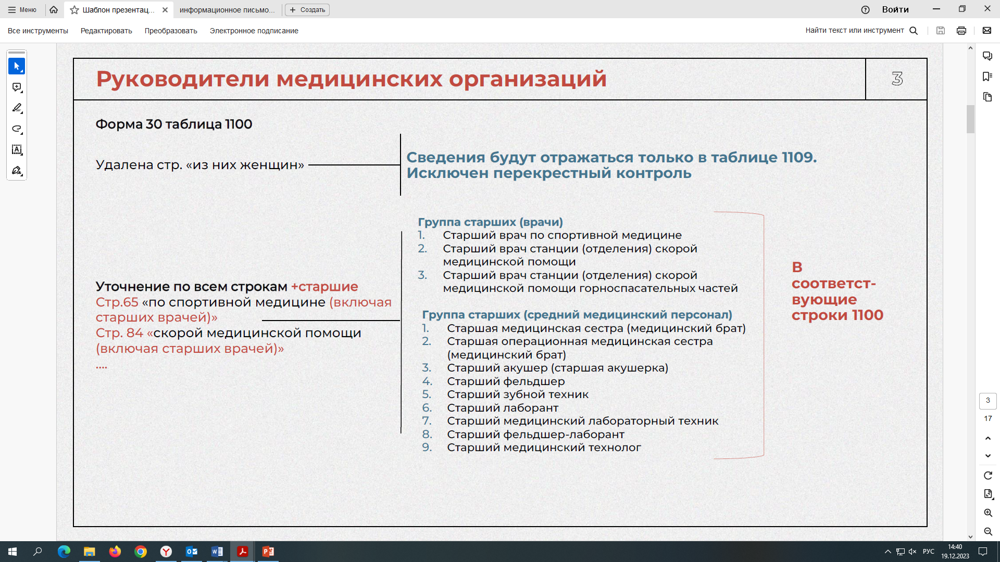 Меню
Шаблон презентац...
информационное письмо...
Создать
Войти
Все инструменты
Редактировать
Преобразовать
Электронное подписание
Найти текст или инструмент
Руководители медицинских организаций
3
Форма 30 таблица 1100
Удалена стр. «из них женщин»
Сведения будут отражаться только в таблице 1109.
Исключен перекрестный контроль
Уточнение по всем строкам +старшие
Стр.65 «по спортивной медицине (включая
старших врачей)»
Стр. 84 «скорой медицинской помощи
(включая старших врачей)»
....
Группа старших (врачи)
1. Старший врач по спортивной медицине
2. Старший врач станции (отделения) скорой
медицинской помощи
3. Старший врач станции (отделения) скорой
медицинской помощи горноспасательных частей
Группа старших (средний медицинский персонал)
1. Старшая медицинская сестра (медицинский брат)
2. Старшая операционная медицинская сестра
(медицинский брат)
3. Старший акушер (старшая акушерка)
4. Старший фельдшер
5. Старший зубной техник
6. Старший лаборант
7. Старший медицинский лабораторный техник
8. Старший фельдшер-лаборант
9. Старший медицинский технолог
В
соответст-
вующие
строки 1100
3
17
РУС
14:40
19.12.2023